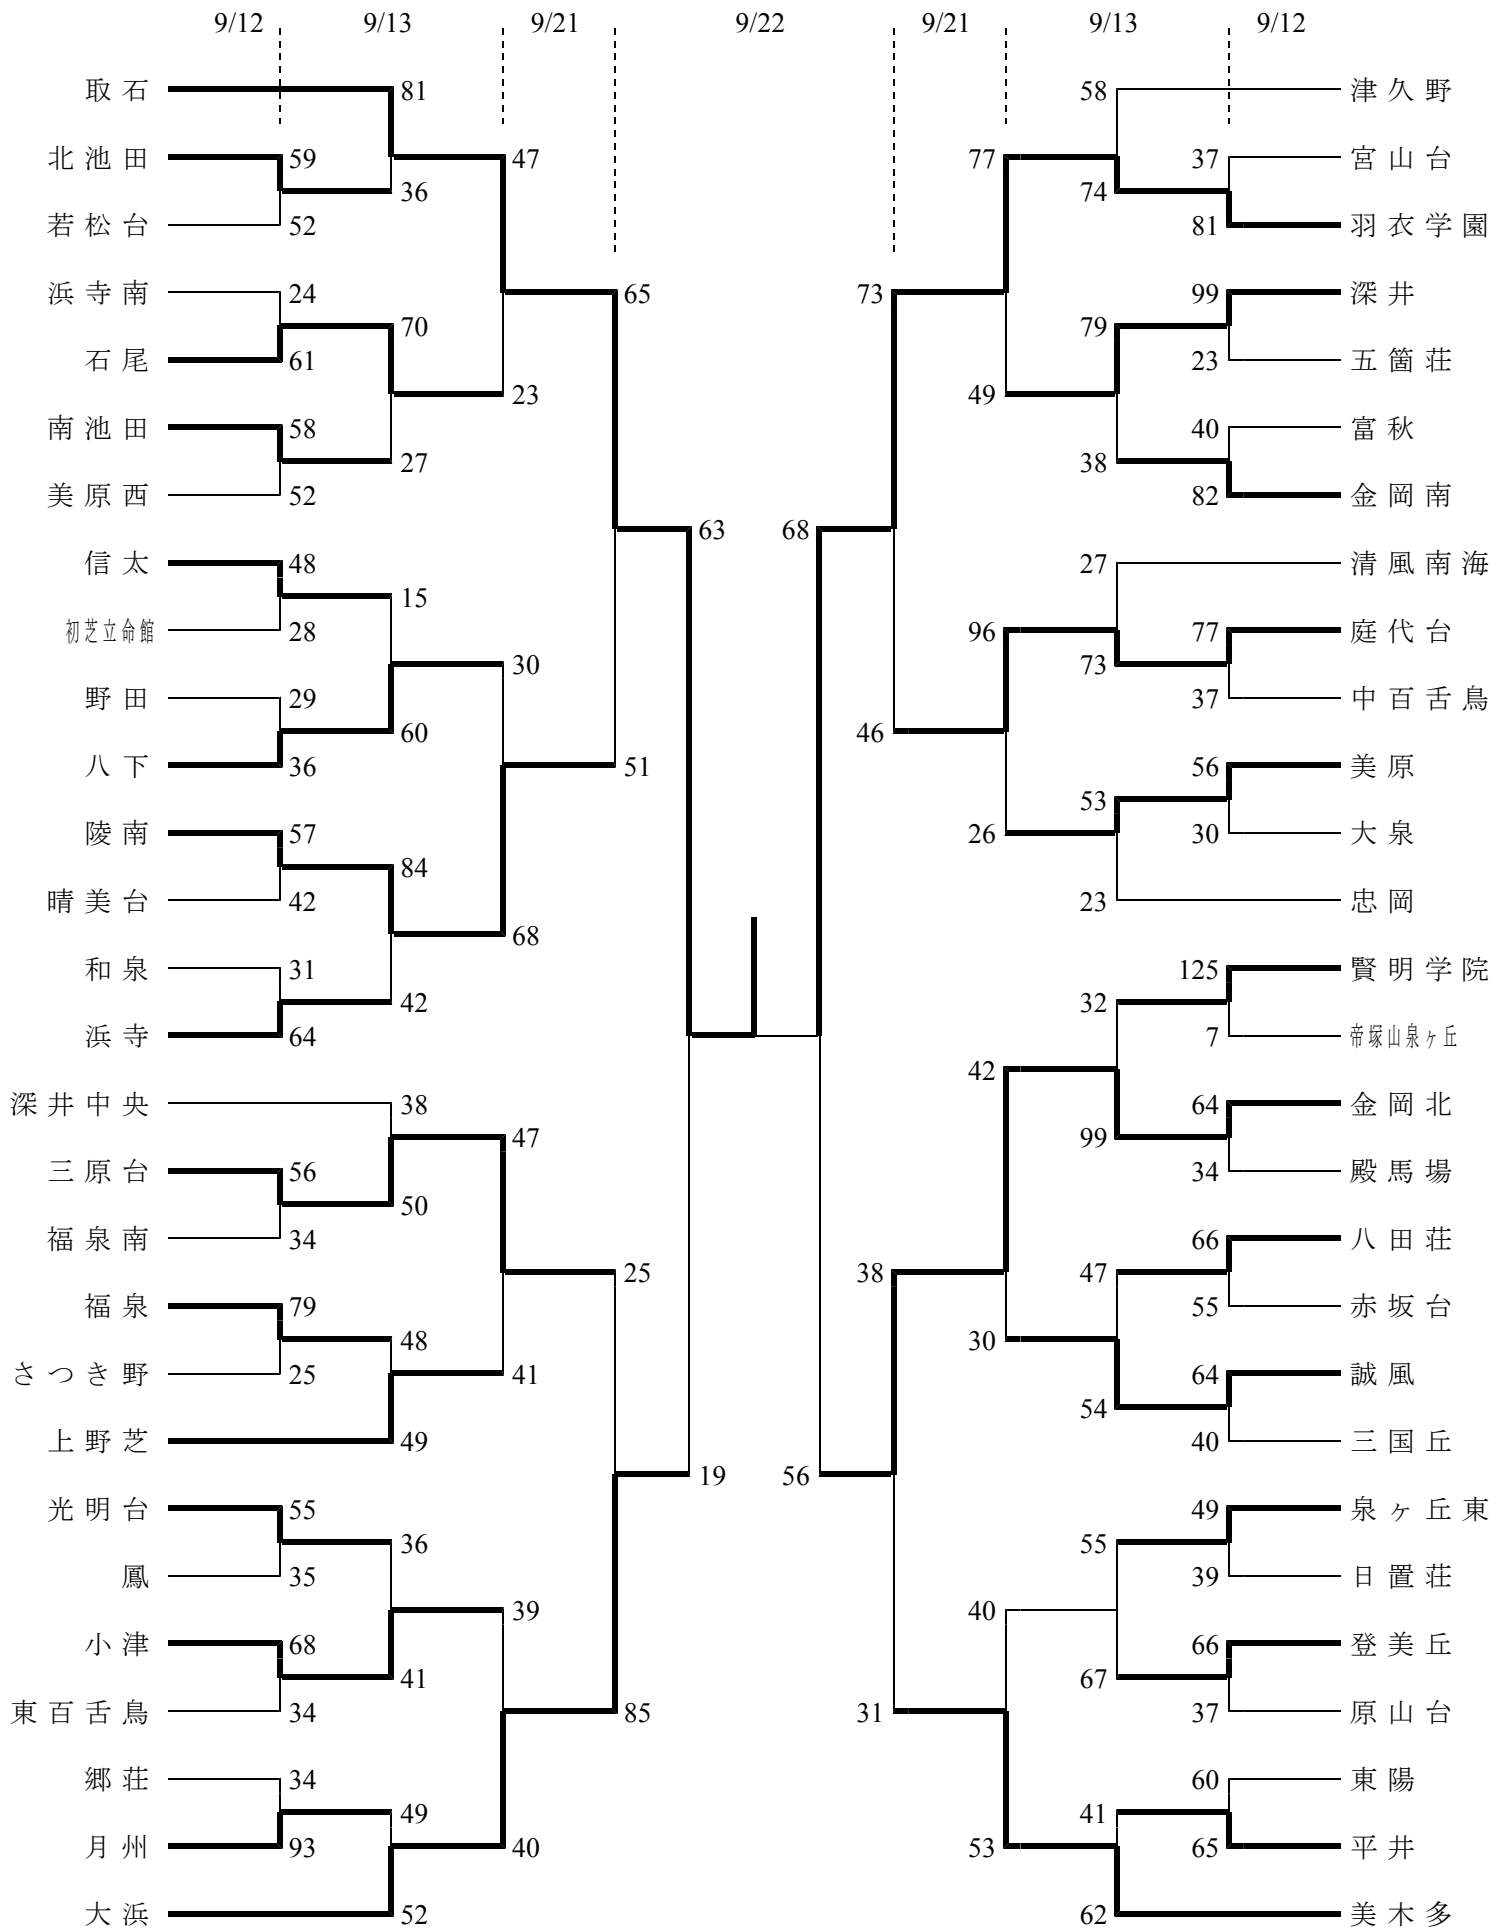 9/12 9/13 9/21 9/22 9/21 9/13 9/12
取石 81 58 津久野
北池田 59 47 77 37 宮山台
36 74
若松台 52 81 羽衣学園
浜寺南 24 65 73 99 深井
70 79
石尾 61 23 五箇荘
23 49
南池田 58 40 富秋
27 38
美原西 52 82 金岡南
63 68
信太 48 27 清風南海
15
初芝立命館 28 96 77 庭代台
30 73
野田 29 37 中百舌鳥
60 46
八下 36 51 56 美原
53
陵南 57 26 30 大泉
84
晴美台 42 23 忠岡
68
和泉 31 125 賢明学院
42 32
浜寺 64 7 帝塚山泉ヶ丘
42
深井中央 38 64 金岡北
47 99
三原台 56 34 殿馬場
50
福泉南 34 66 八田荘
25 38 47
福泉 79 55 赤坂台
48 30
さつき野 25 41 64 誠風
54
上野芝 49 40 三国丘
19 56
光明台 55 49 泉ヶ丘東
36 55
鳳 35 39 日置荘
39 40
小津 68 66 登美丘
41 67
東百舌鳥 34 85 31 37 原山台
郷荘 34 60 東陽
49 41
月州 93 40 53 65 平井
大浜 52 62 美木多